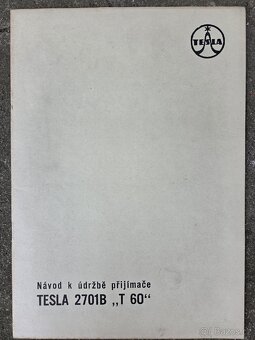 TESLA
Návod k údržbě přijímače
TESLA 2701B „T 60“